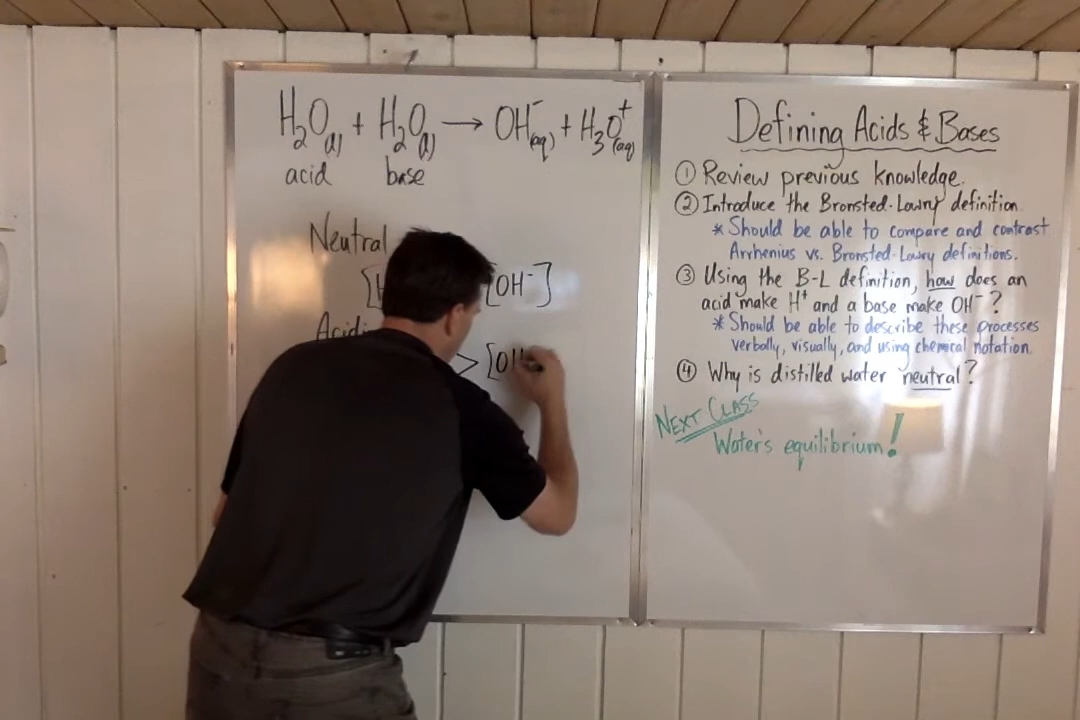 H₂O(l) + H₂O(l) → OH⁻(aq) + H₃O⁺(aq)
acid base
Neutral
[H [OH⁻]
Acidi
> [OH
Defining Acids & Bases
① Review previous knowledge.
② Introduce the Bronsted-Lowry definition
* Should be able to compare and contrast
Arrhenius vs. Bronsted-Lowry definitions.
③ Using the B-L definition, how does an
acid make H⁺ and a base make OH⁻?
* Should be able to describe these processes
verbally, visually, and using chemical notation.
④ Why is distilled water neutral?
NEXT CLASS
Water's equilibrium!